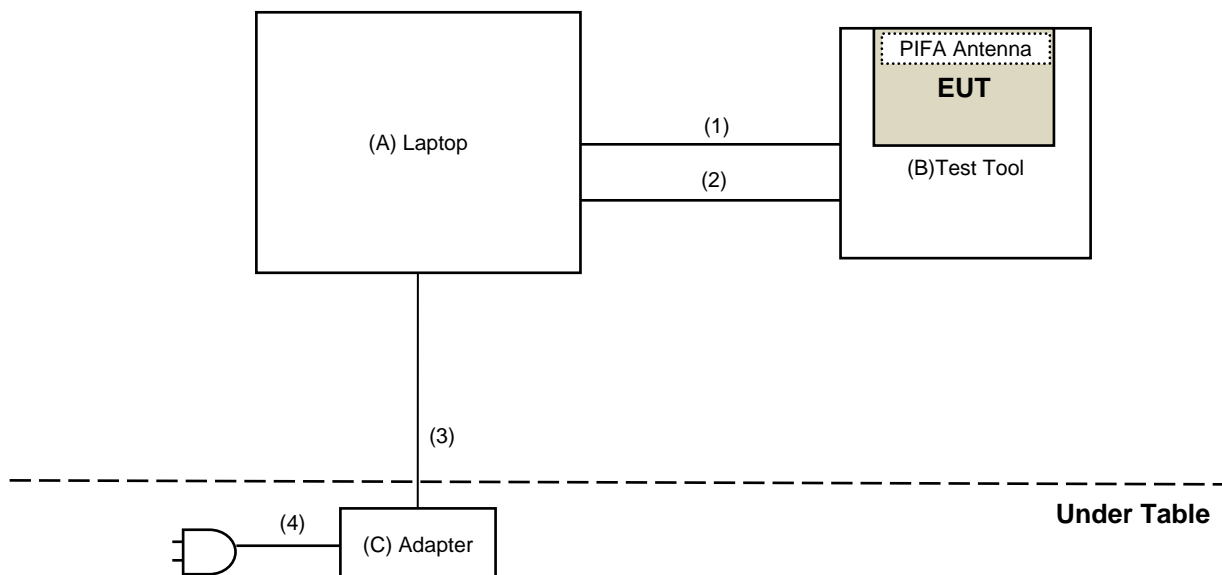 PIFA Antenna
EUT
(A) Laptop
(1)
(B)Test Tool
(2)
(3)
Under Table
(4)
(C) Adapter